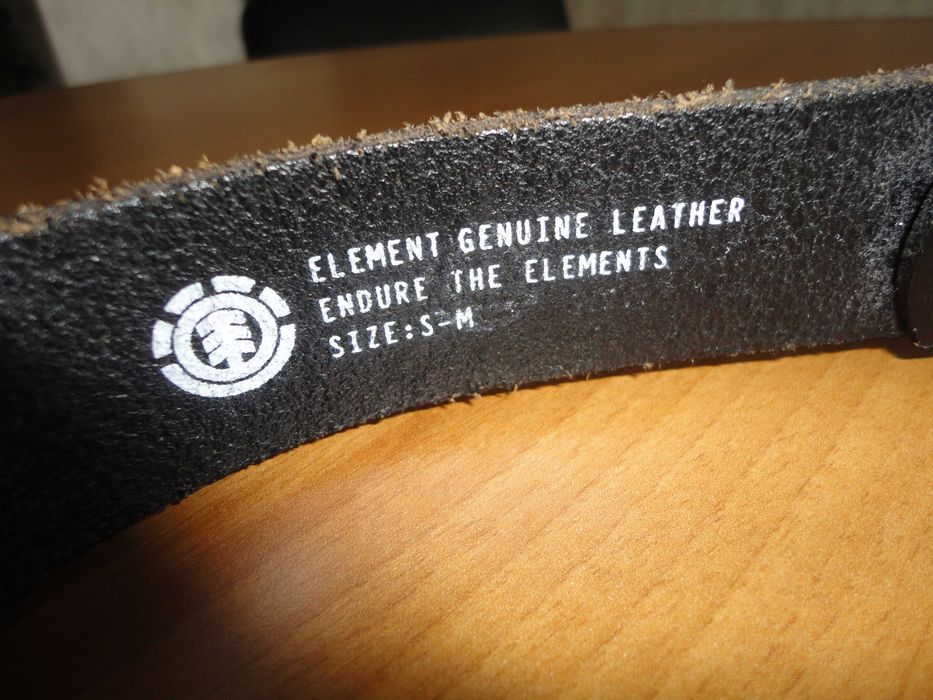 ELEMENT GENUINE LEATHER
ENDURE THE ELEMENTS
SIZE:S-M